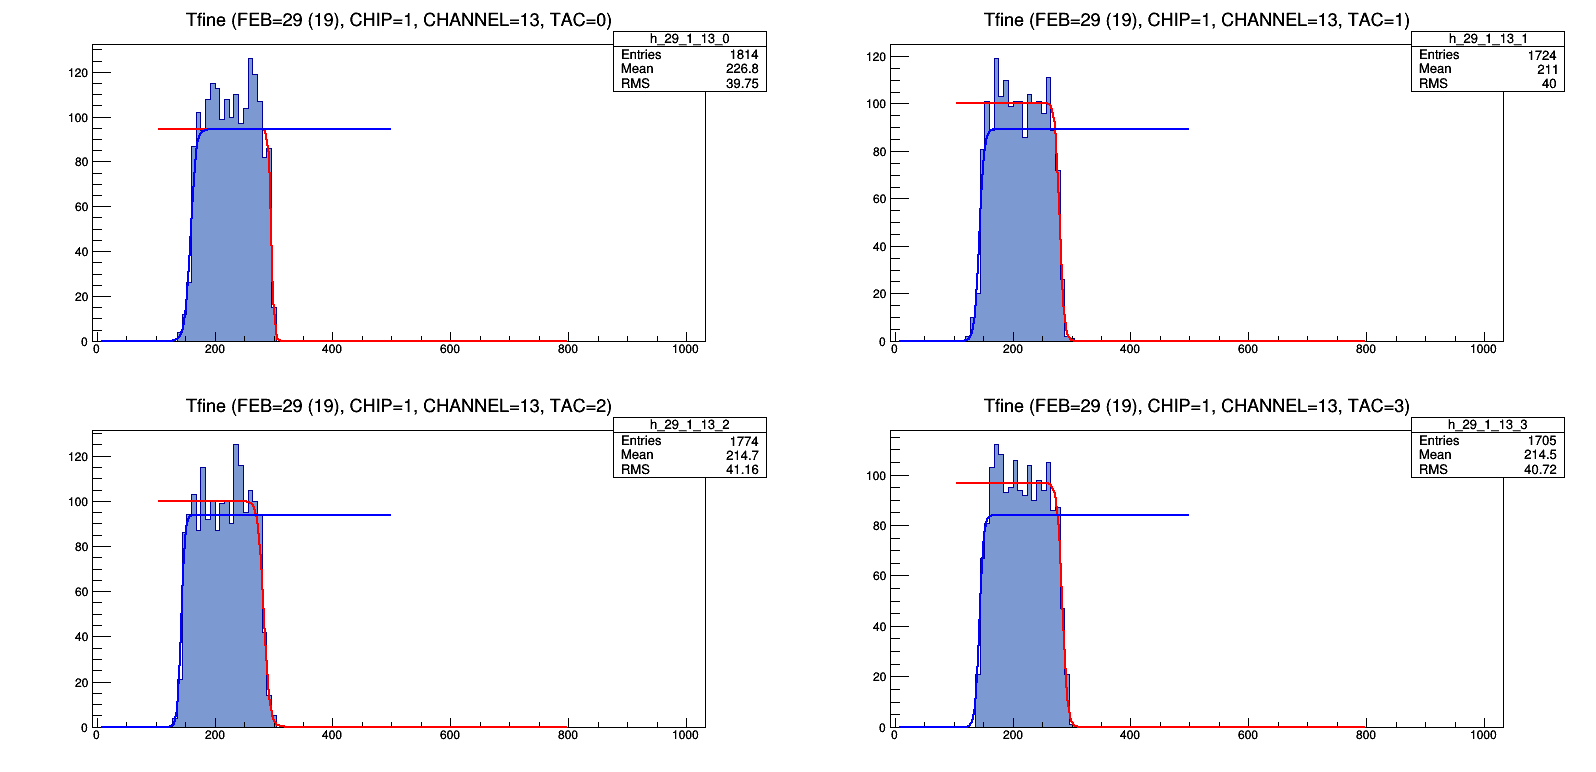 Tfine (FEB=29 (19), CHIP=1, CHANNEL=13, TAC=0)
h_29_1_13_0
Entries 1814
Mean 226.8
RMS 39.75
120
100
80
60
40
20
0
0 200 400 600 800 1000
Tfine (FEB=29 (19), CHIP=1, CHANNEL=13, TAC=1)
h_29_1_13_1
Entries 1724
Mean 211
RMS 40
120
100
80
60
40
20
0
0 200 400 600 800 1000
Tfine (FEB=29 (19), CHIP=1, CHANNEL=13, TAC=2)
h_29_1_13_2
Entries 1774
Mean 214.7
RMS 41.16
120
100
80
60
40
20
0
0 200 400 600 800 1000
Tfine (FEB=29 (19), CHIP=1, CHANNEL=13, TAC=3)
h_29_1_13_3
Entries 1705
Mean 214.5
RMS 40.72
100
80
60
40
20
0
0 200 400 600 800 1000